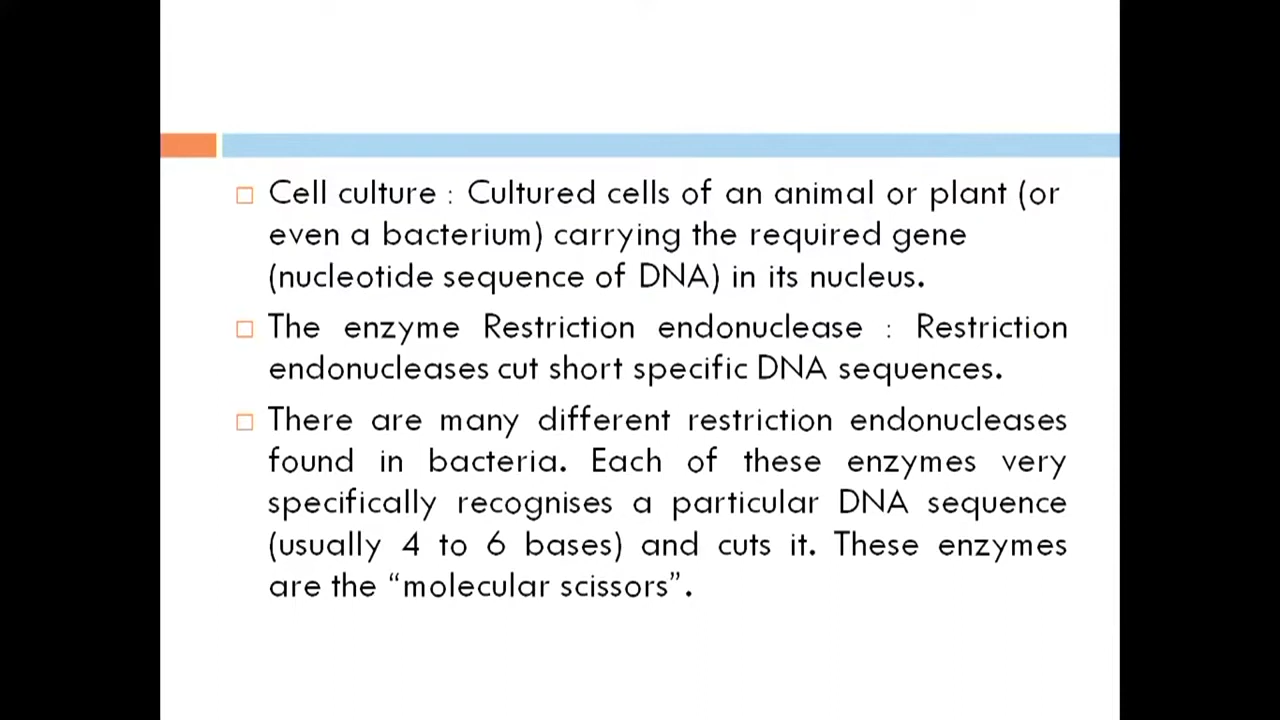 Cell culture : Cultured cells of an animal or plant (or
even a bacterium) carrying the required gene
(nucleotide sequence of DNA) in its nucleus.
The enzyme Restriction endonuclease : Restriction
endonucleases cut short specific DNA sequences.
There are many different restriction endonucleases
found in bacteria. Each of these enzymes very
specifically recognises a particular DNA sequence
(usually 4 to 6 bases) and cuts it. These enzymes
are the “molecular scissors”.